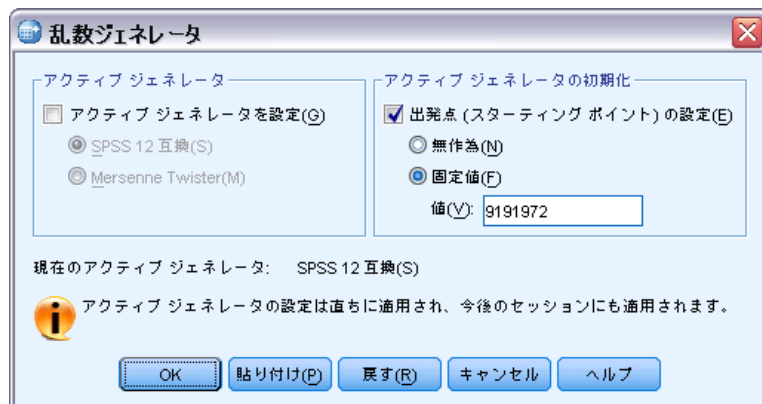 乱数ジェネレータ
アクティブ ジェネレータ
アクティブ ジェネレータを設定(G)
SPSS 12 互換(S)
Mersenne Twister(M)
アクティブ ジェネレータの初期化
出発点 (スターティング ポイント) の設定(E)
無作為(N)
固定値(F)
値(V): 9191972
現在のアクティブ ジェネレータ: SPSS 12 互換(S)
アクティブ ジェネレータの設定は直ちに適用され、今後のセッションにも適用されます。
OK 貼り付け(P) 戻す(R) キャンセル ヘルプ